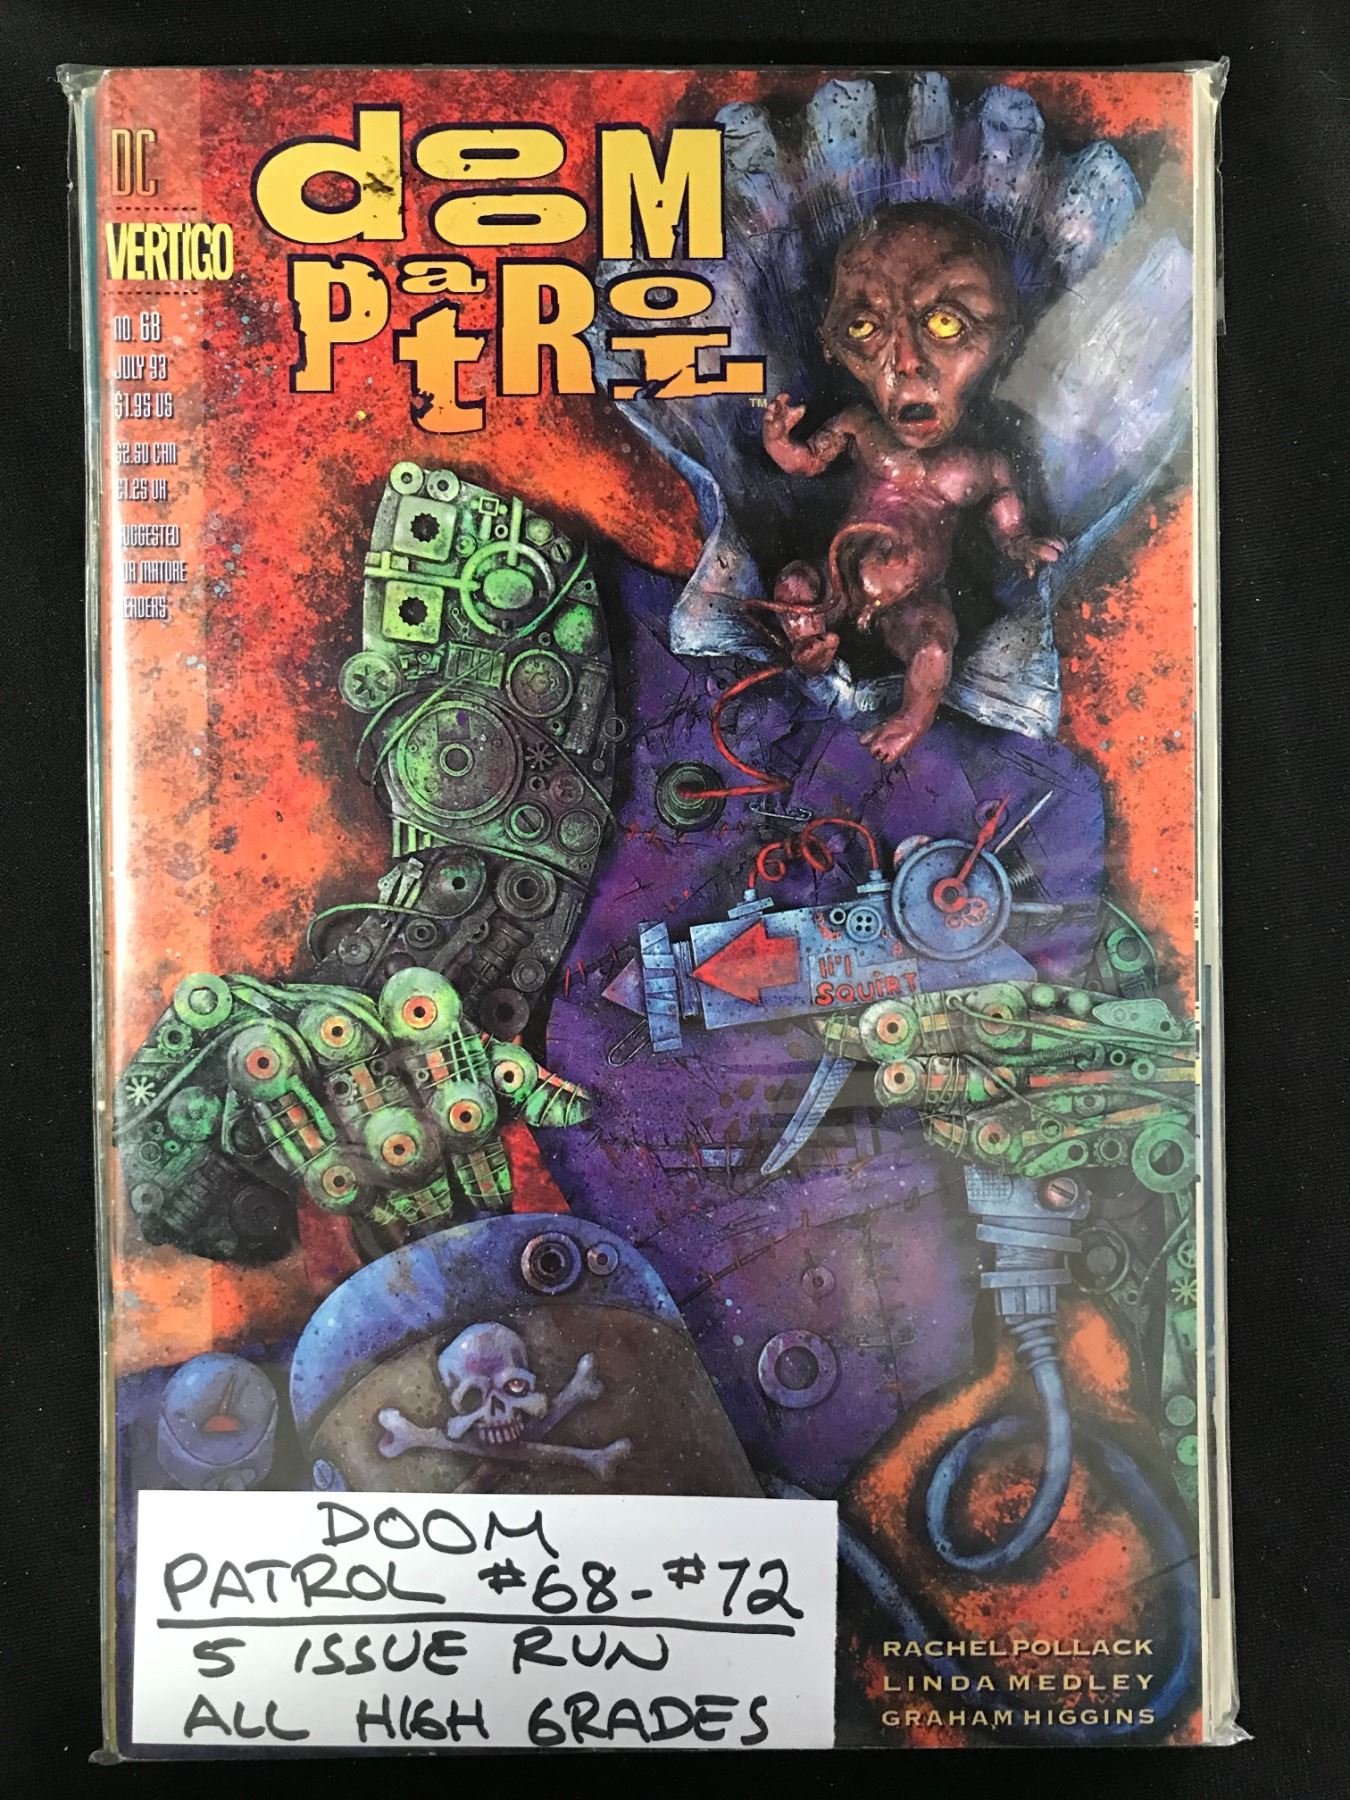 DC
VERTIGO
NO. 68
JULY 93
$1.95 US
$2.50 CAN
£1.25 UK
SUGGESTED
FOR MATURE
READERS
dooM
PatRoL
TM
li'l
SQUIRT
DOOM
PATROL #68-#72
5 ISSUE RUN
ALL HIGH GRADES
RACHEL POLLACK
LINDA MEDLEY
GRAHAM HIGGINS